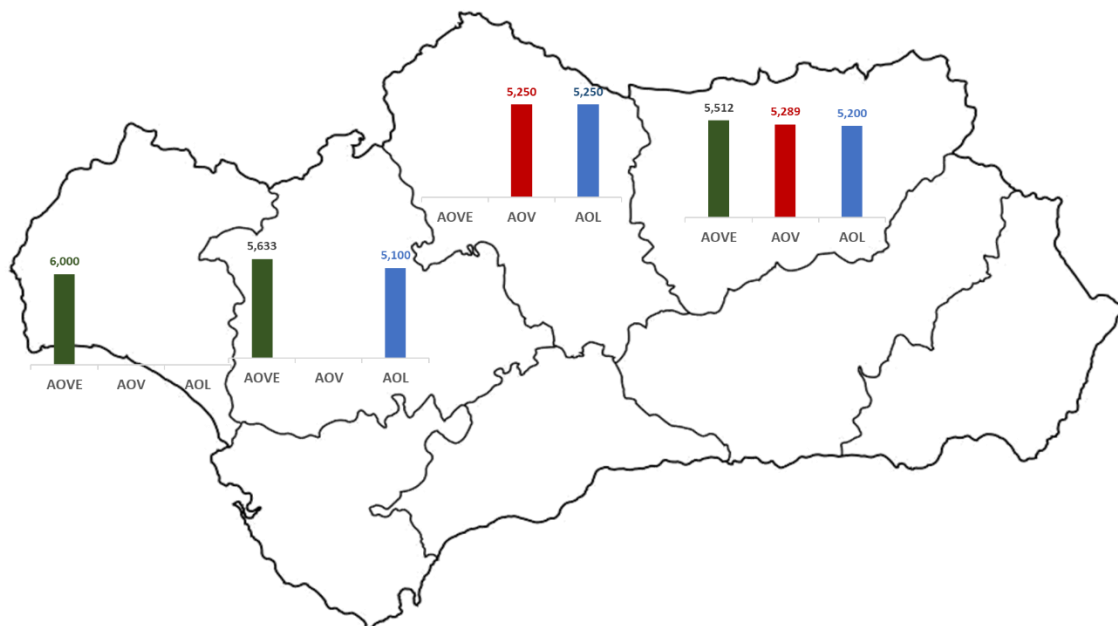 5,250 5,250
AOVE AOV AOL
5,512 5,289 5,200
AOVE AOV AOL
6,000
AOVE AOV AOL
5,633 5,100
AOVE AOV AOL